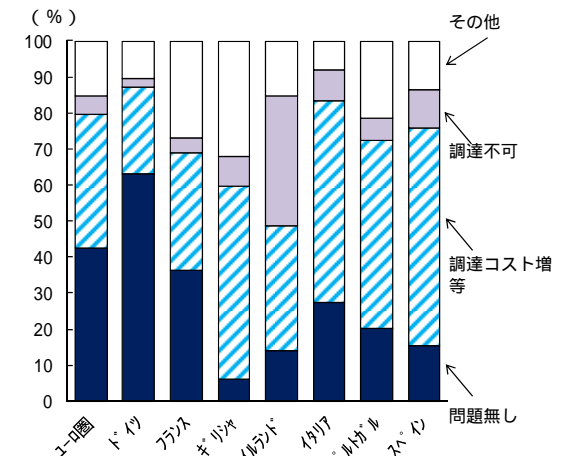 （％）
100
90
80
70
60
50
40
30
20
10
0
その他
調達不可
調達コスト増
等
問題無し
ユーロ圏
ドイツ
フランス
ギリシャ
イルランド
イタリア
゜ルトガル
スペイン